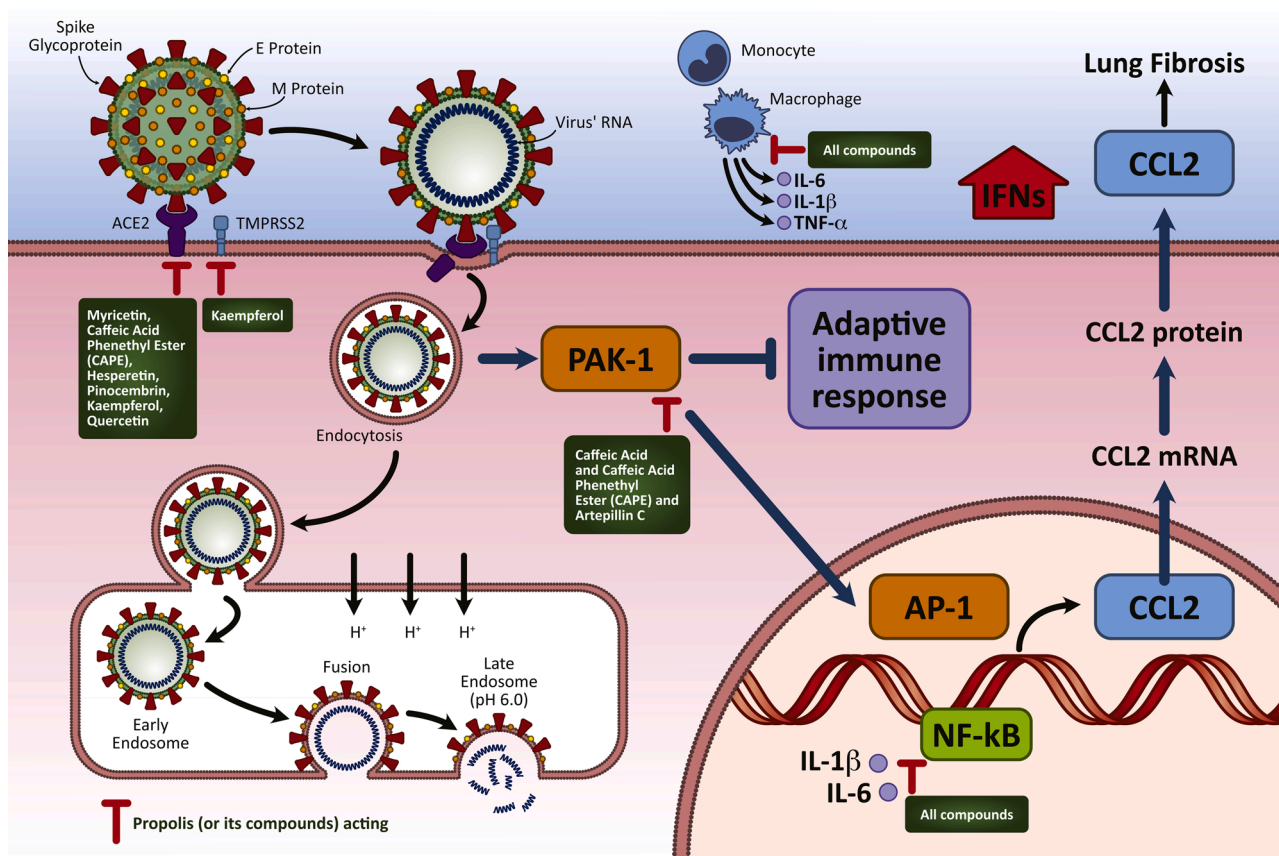 Spike
Glycoprotein
E Protein
M Protein
Virus' RNA
ACE2
TMPRSS2
Monocyte
Macrophage
All compounds
IL-6
IL-1β
TNF-α
IFNs
Lung Fibrosis
CCL2
CCL2 protein
CCL2 mRNA
Myricetin,
Caffeic Acid
Phenethyl Ester
(CAPE),
Hesperetin,
Pinocembrin,
Kaempferol,
Quercetin
Kaempferol
Endocytosis
PAK-1
Adaptive
immune
response
Caffeic Acid
and Caffeic Acid
Phenethyl
Ester (CAPE) and
Artepillin C
H⁺
H⁺
H⁺
Early
Endosome
Fusion
Late
Endosome
(pH 6.0)
AP-1
CCL2
NF-kB
IL-1β
IL-6
All compounds
Propolis (or its compounds) acting